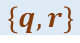 {q, r}